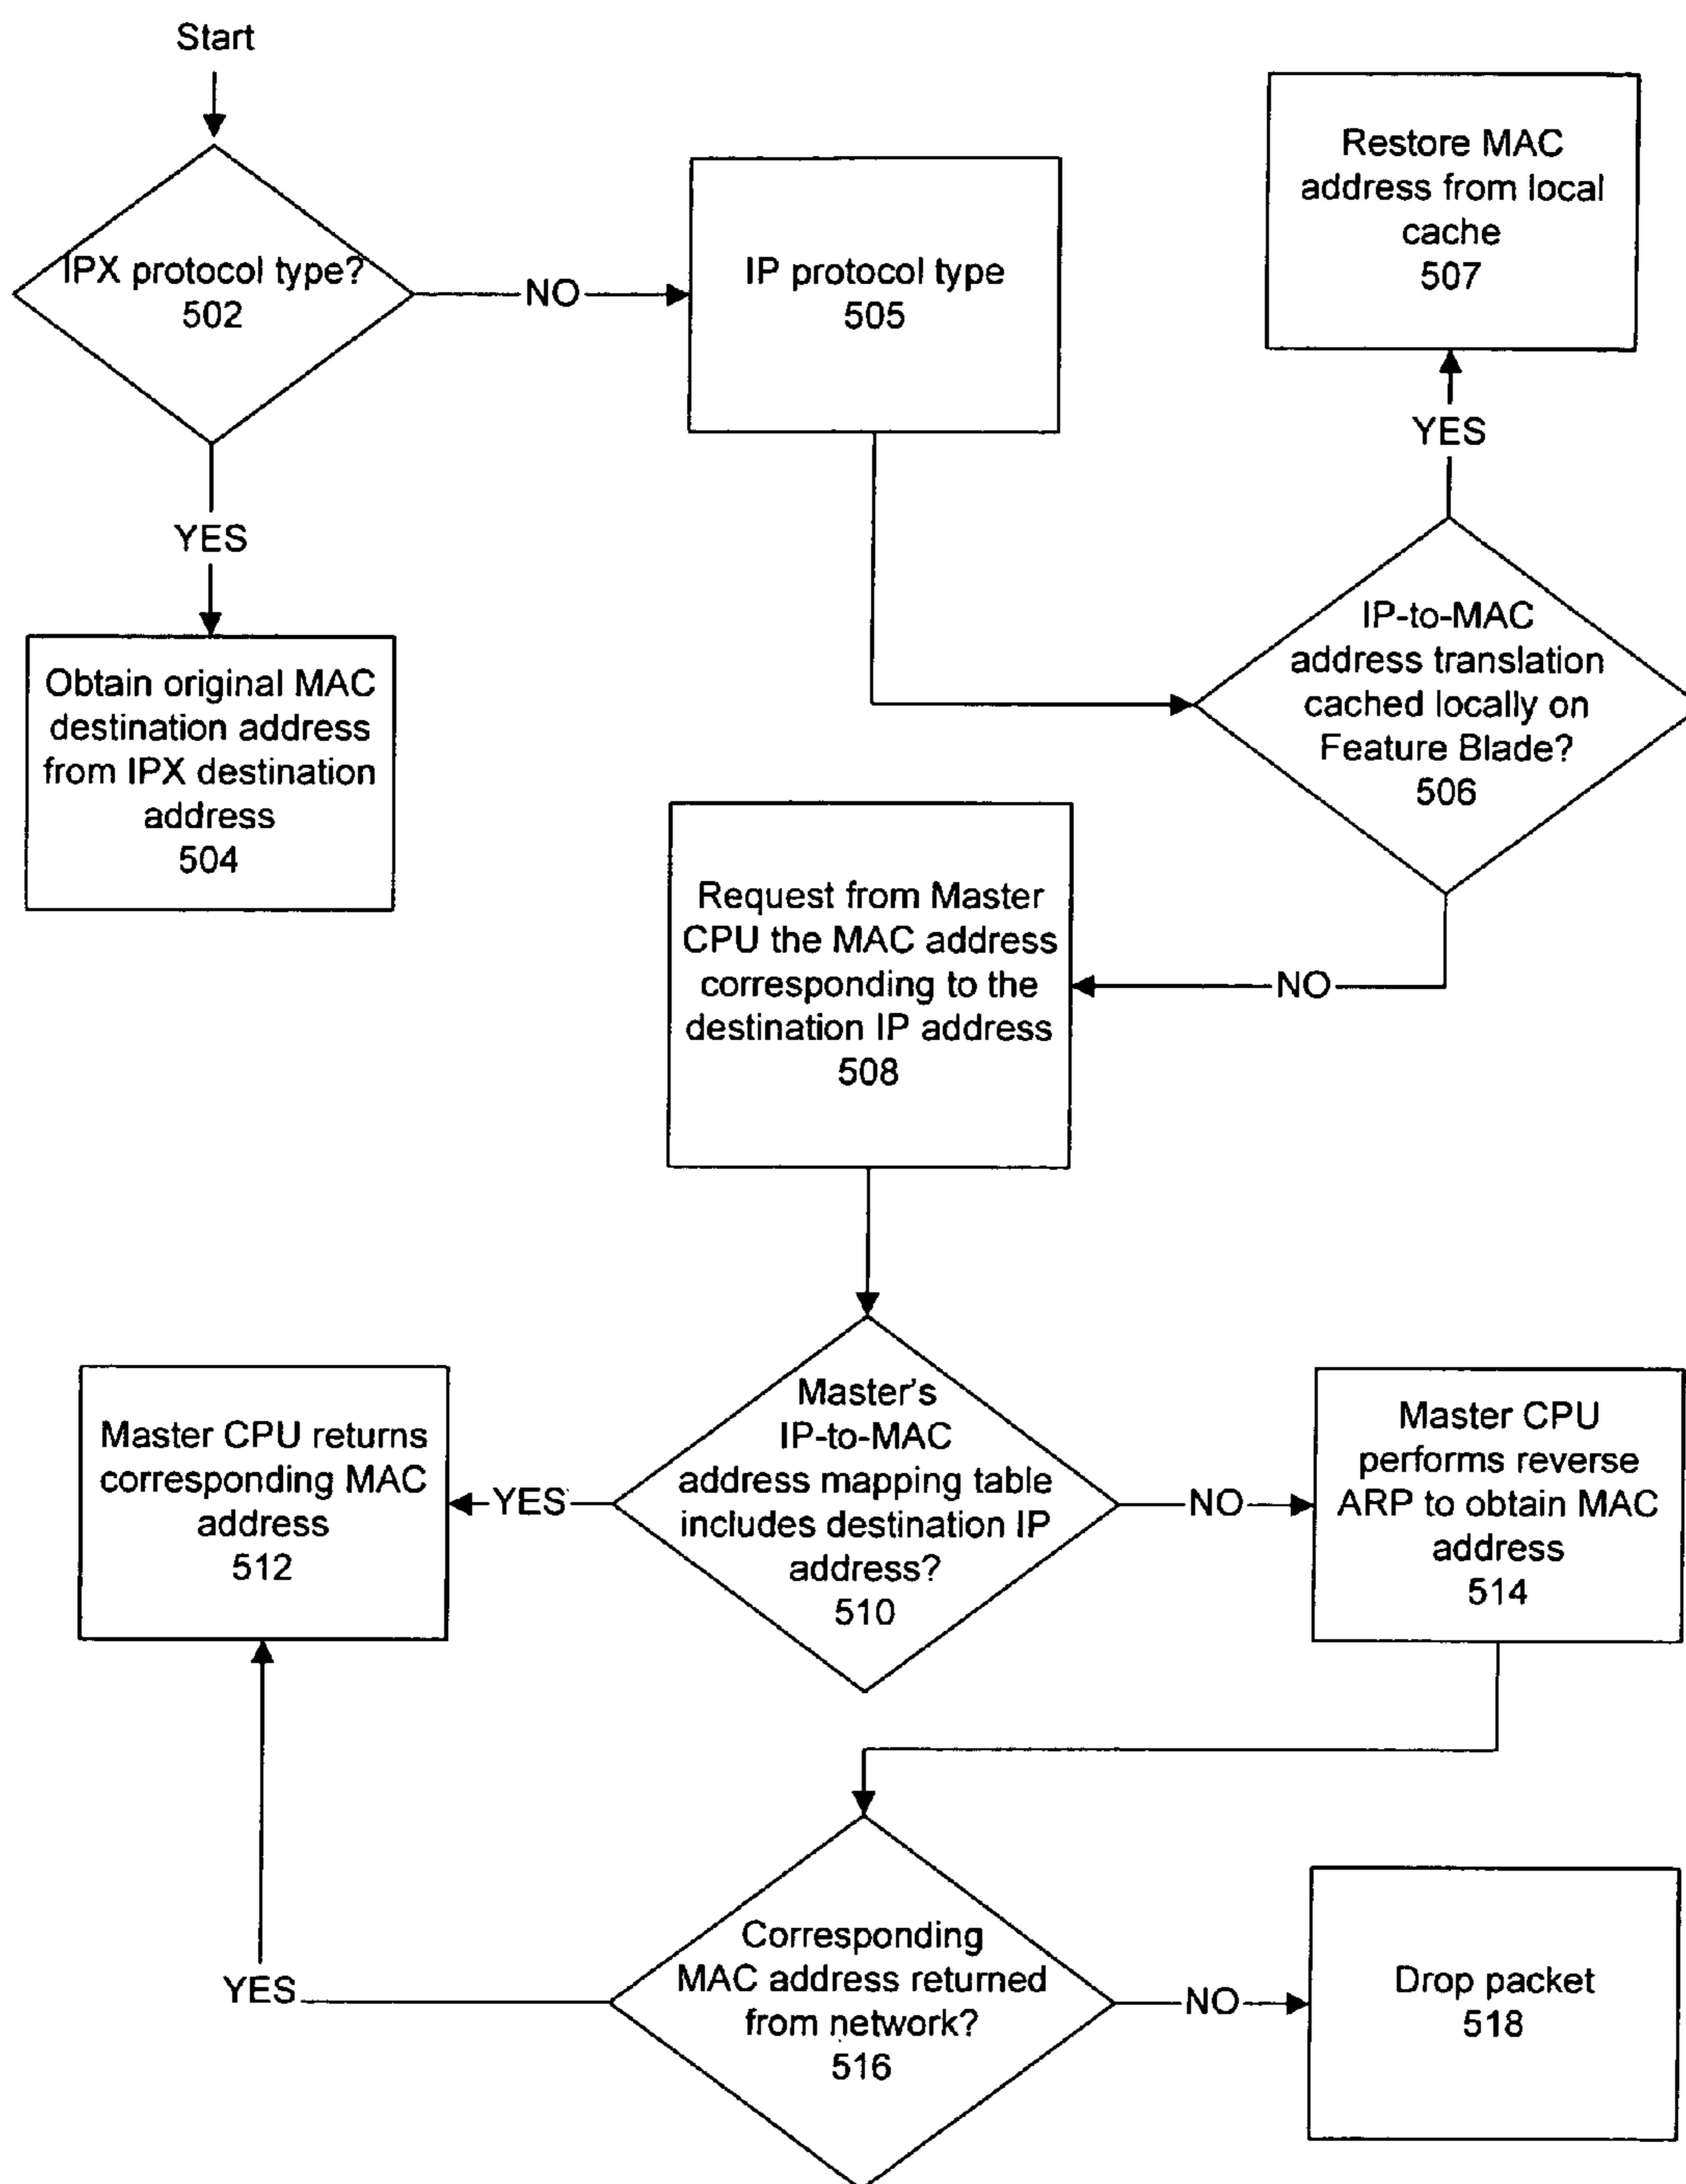 Start
IPX protocol type?
502
NO
IP protocol type
505
Restore MAC
address from local
cache
507
YES
YES
IP-to-MAC
address translation
cached locally on
Feature Blade?
506
Obtain original MAC
destination address
from IPX destination
address
504
Request from Master
CPU the MAC address
corresponding to the
destination IP address
508
NO
Master's
IP-to-MAC
address mapping table
includes destination IP
address?
510
YES
Master CPU returns
corresponding MAC
address
512
NO
Master CPU
performs reverse
ARP to obtain MAC
address
514
Corresponding
MAC address returned
from network?
516
YES
NO
Drop packet
518